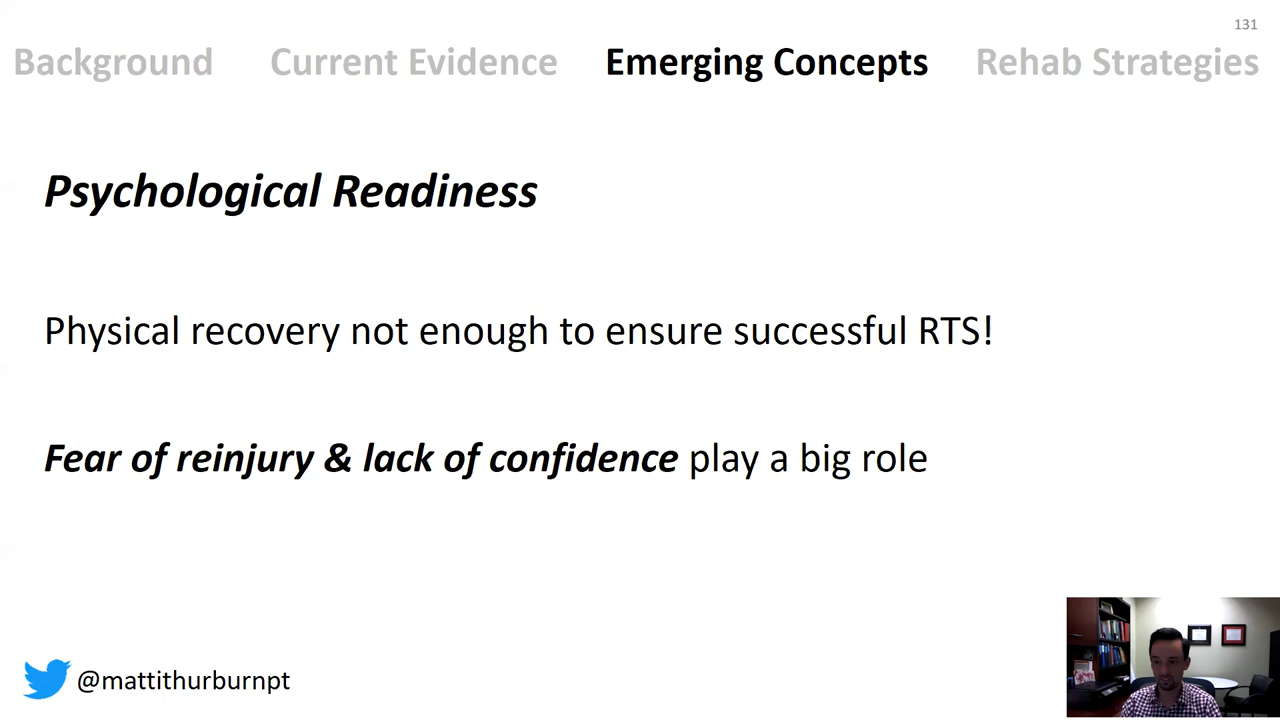 131
Background Current Evidence Emerging Concepts Rehab Strategies
Psychological Readiness
Physical recovery not enough to ensure successful RTS!
Fear of reinjury & lack of confidence play a big role
@mattithurburnpt